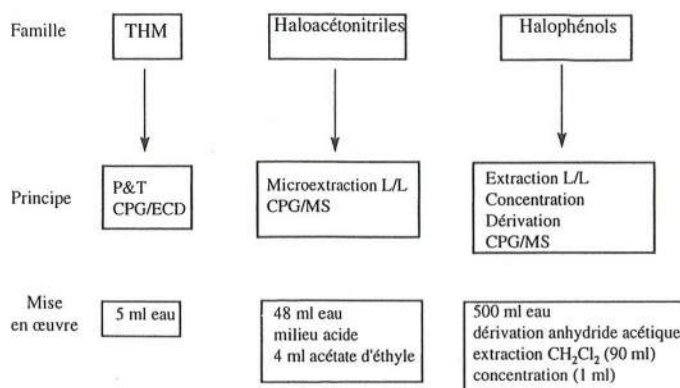 Famille
THM
Haloacétonitriles
Halophénols
Principe
P&T
CPG/ECD
Microextraction L/L
CPG/MS
Extraction L/L
Concentration
Dérivation
CPG/MS
Mise
en œuvre
5 ml eau
48 ml eau
milieu acide
4 ml acétate d'éthyle
500 ml eau
dérivation anhydride acétique
extraction CH₂Cl₂ (90 ml)
concentration (1 ml)